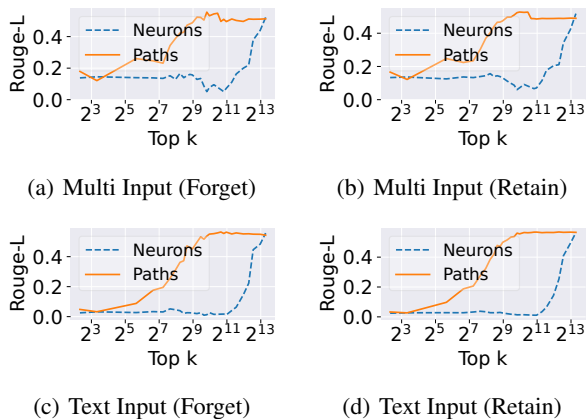 Rouge-L
0.4
0.2
0.0
Neurons
Paths
2^3 2^5 2^7 2^9 2^11 2^13
Top k
(a) Multi Input (Forget)
Rouge-L
0.4
0.2
0.0
Neurons
Paths
2^3 2^5 2^7 2^9 2^11 2^13
Top k
(b) Multi Input (Retain)
Rouge-L
0.4
0.2
0.0
Neurons
Paths
2^3 2^5 2^7 2^9 2^11 2^13
Top k
(c) Text Input (Forget)
Rouge-L
0.4
0.2
0.0
Neurons
Paths
2^3 2^5 2^7 2^9 2^11 2^13
Top k
(d) Text Input (Retain)